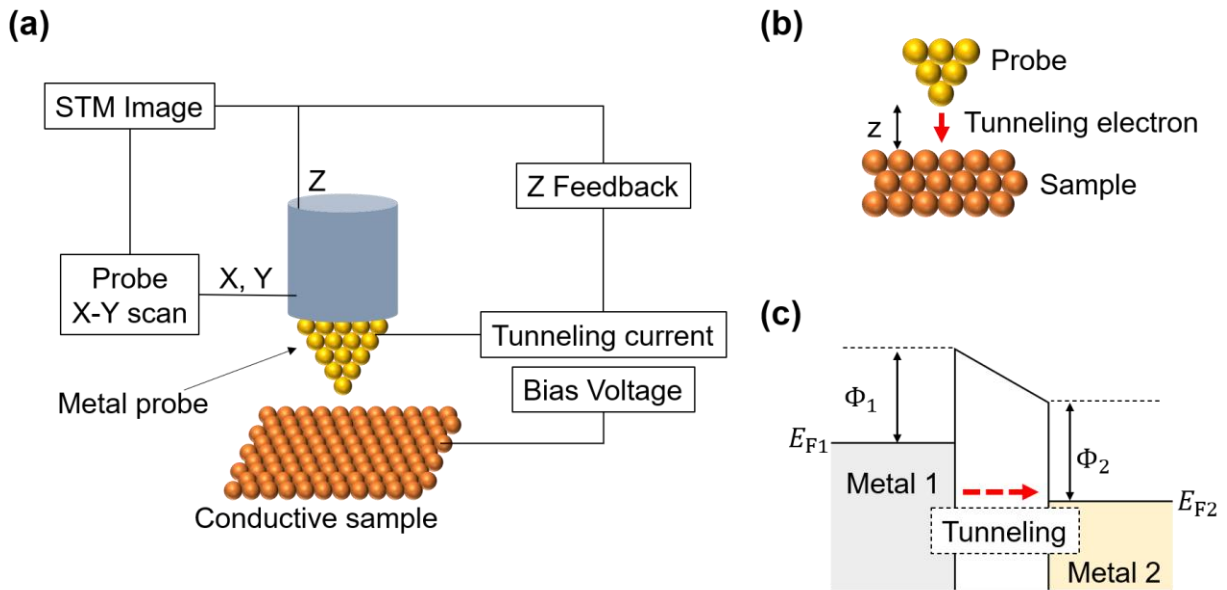 (a)
STM Image
Z
Z Feedback
Probe
X-Y scan
X, Y
Tunneling current
Metal probe
Bias Voltage
Conductive sample
(b)
Probe
z
Tunneling electron
Sample
(c)
Φ1
EF1
Φ2
Metal 1
EF2
Tunneling
Metal 2